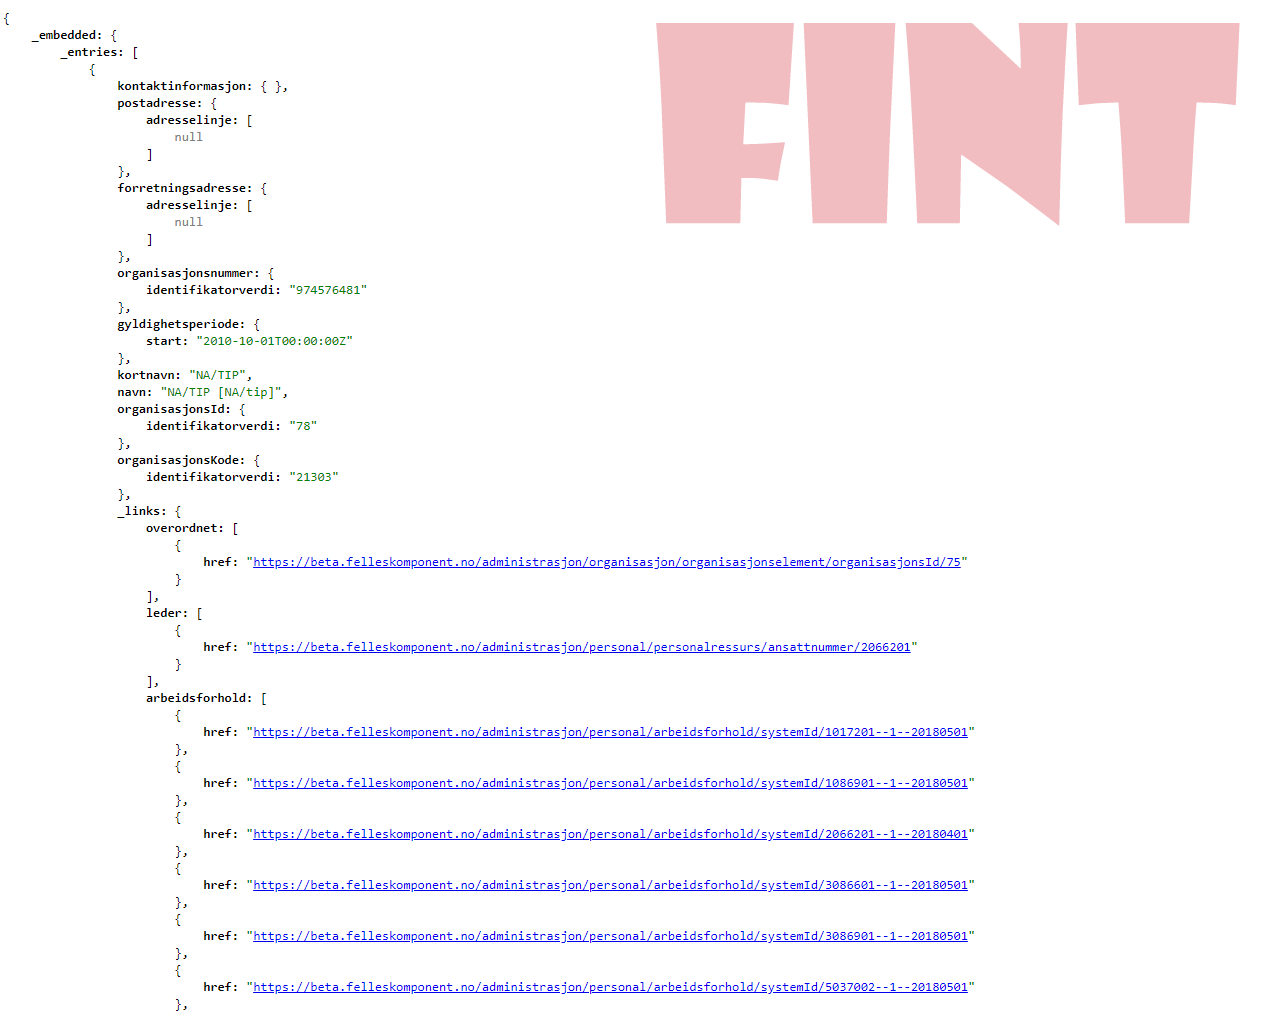 {
_embedded: {
_entries: [
{
kontaktinformasjon: { },
postadresse: {
adresselinje: [
null
]
},
forretningsadresse: {
adresselinje: [
null
]
},
organisasjonsnummer: {
identifikatorverdi: "974576481"
},
gyldighetsperiode: {
start: "2010-10-01T00:00:00Z"
},
kortnavn: "NA/TIP",
navn: "NA/TIP [NA/tip]",
organisasjonsId: {
identifikatorverdi: "78"
},
organisasjonsKode: {
identifikatorverdi: "21303"
},
_links: {
overordnet: [
{
href: "https://beta.felleskomponent.no/administrasjon/organisasjon/organisasjonselement/organisasjonsId/75"
}
],
leder: [
{
href: "https://beta.felleskomponent.no/administrasjon/personal/personalressurs/ansattnummer/2066201"
}
],
arbeidsforhold: [
{
href: "https://beta.felleskomponent.no/administrasjon/personal/arbeidsforhold/systemId/1017201--1--20180501"
},
{
href: "https://beta.felleskomponent.no/administrasjon/personal/arbeidsforhold/systemId/1086901--1--20180501"
},
{
href: "https://beta.felleskomponent.no/administrasjon/personal/arbeidsforhold/systemId/2066201--1--20180401"
},
{
href: "https://beta.felleskomponent.no/administrasjon/personal/arbeidsforhold/systemId/3086601--1--20180501"
},
{
href: "https://beta.felleskomponent.no/administrasjon/personal/arbeidsforhold/systemId/3086901--1--20180501"
},
{
href: "https://beta.felleskomponent.no/administrasjon/personal/arbeidsforhold/systemId/5037002--1--20180501"
},
FINT